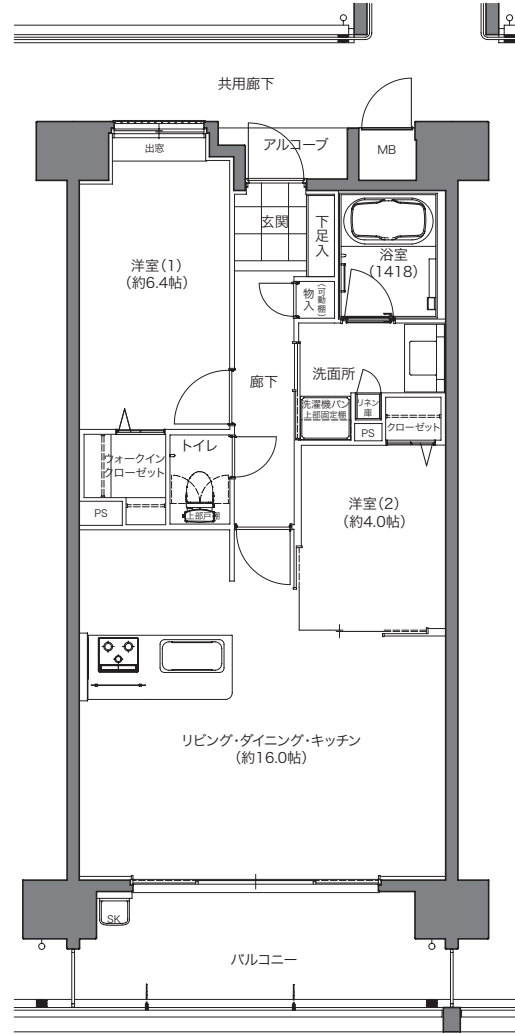 共用廊下
アルコーブ
MB
出窓
玄関
下足入
浴室
(1418)
洋室(1)
(約6.4帖)
物入
(可動棚)
廊下
洗面所
洗濯機パン
上部固定棚
リネン庫
PS
クローゼット
トイレ
ウォークイン
クローゼット
PS
上部戸棚
洋室(2)
(約4.0帖)
リビング・ダイニング・キッチン
(約16.0帖)
SK
バルコニー